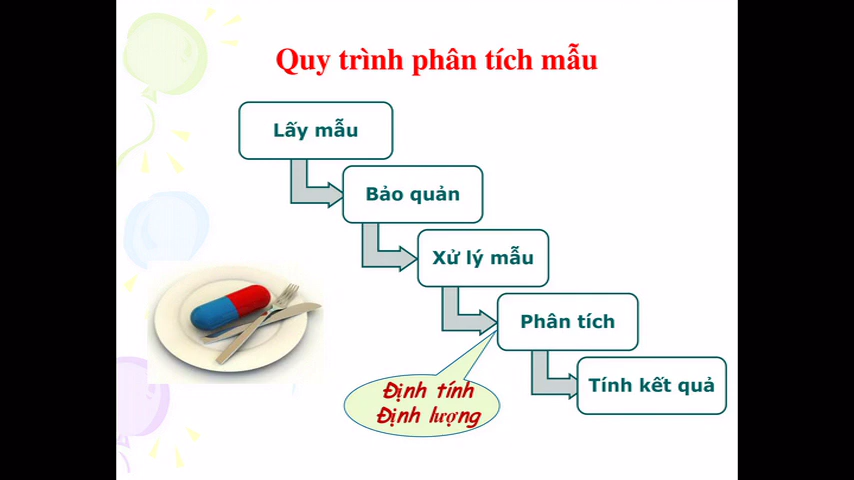 Quy trình phân tích mẫu
Lấy mẫu
Bảo quản
Xử lý mẫu
Phân tích
Định tính
Định lượng
Tính kết quả